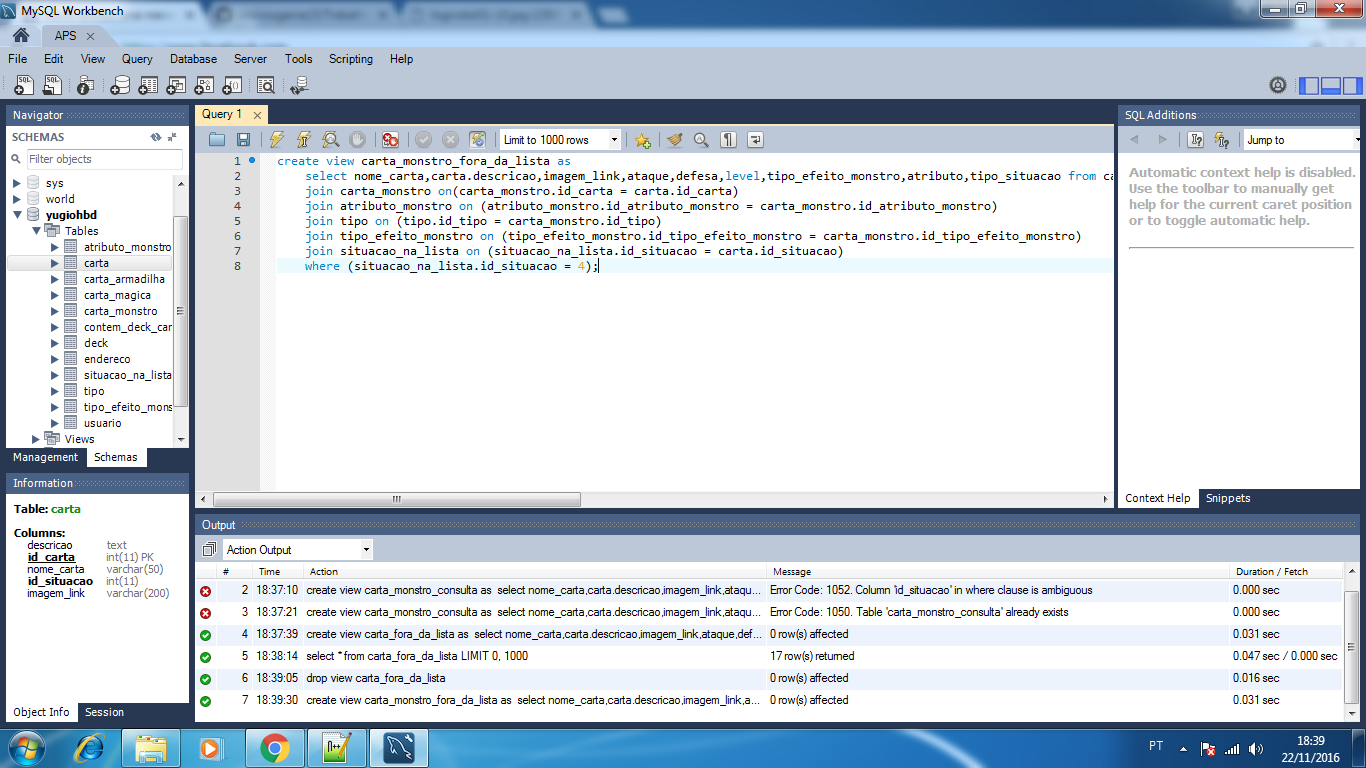 MySQL Workbench
APS
File Edit View Query Database Server Tools Scripting Help
Navigator
SCHEMAS
Filter objects
sys
world
yugiohbd
Tables
atributo_monstro
carta
carta_armadilha
carta_magica
carta_monstro
contem_deck_car
deck
endereco
situacao_na_lista
tipo
tipo_efeito_mons
usuario
Views
Management Schemas
Information
Table: carta
Columns:
descricao text
id_carta int(11) PK
nome_carta varchar(50)
id_situacao int(11)
imagem_link varchar(200)
Object Info Session
Query 1
Limit to 1000 rows
1 create view carta_monstro_fora_da_lista as
2 select nome_carta,carta.descricao,imagem_link,ataque,defesa,level,tipo_efeito_monstro,atributo,tipo_situacao from ca
3 join carta_monstro on(carta_monstro.id_carta = carta.id_carta)
4 join atributo_monstro on (atributo_monstro.id_atributo_monstro = carta_monstro.id_atributo_monstro)
5 join tipo on (tipo.id_tipo = carta_monstro.id_tipo)
6 join tipo_efeito_monstro on (tipo_efeito_monstro.id_tipo_efeito_monstro = carta_monstro.id_tipo_efeito_monstro)
7 join situacao_na_lista on (situacao_na_lista.id_situacao = carta.id_situacao)
8 where (situacao_na_lista.id_situacao = 4);
SQL Additions
Jump to
Automatic context help is disabled.
Use the toolbar to manually get
help for the current caret position
or to toggle automatic help.
Context Help Snippets
Output
Action Output
# Time Action Message Duration / Fetch
2 18:37:10 create view carta_monstro_consulta as select nome_carta,carta.descricao,imagem_link,ataqu... Error Code: 1052. Column 'id_situacao' in where clause is ambiguous 0.000 sec
3 18:37:21 create view carta_monstro_consulta as select nome_carta,carta.descricao,imagem_link,ataqu... Error Code: 1050. Table 'carta_monstro_consulta' already exists 0.000 sec
4 18:37:39 create view carta_fora_da_lista as select nome_carta,carta.descricao,imagem_link,ataque,def... 0 row(s) affected 0.031 sec
5 18:38:14 select * from carta_fora_da_lista LIMIT 0, 1000 17 row(s) returned 0.047 sec / 0.000 sec
6 18:39:05 drop view carta_fora_da_lista 0 row(s) affected 0.016 sec
7 18:39:30 create view carta_monstro_fora_da_lista as select nome_carta,carta.descricao,imagem_link,a... 0 row(s) affected 0.031 sec
PT
18:39
22/11/2016